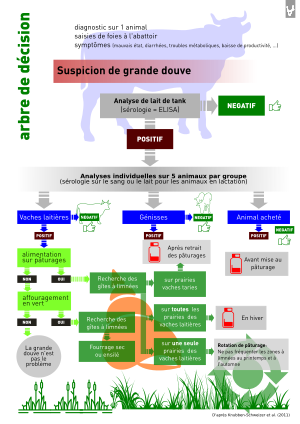 arbre de décision
diagnostic sur 1 animal
saisies de foies à l'abattoir
symptômes (mauvais état, diarrhées, troubles métaboliques, baisse de productivité, ...)
Suspicion de grande douve
Analyse de lait de tank
(sérologie = ELISA)
NEGATIF
POSITIF
Analyses individuelles sur 5 animaux par groupe
(sérologie sur le sang ou le lait pour les animaux en lactation)
Vaches laitières
NEGATIF
Génisses
NEGATIF
Animal acheté
POSITIF
POSITIF
POSITIF
alimentation
sur pâturages
Après retrait
des pâturages
Avant mise au
pâturage
NON
OUI
Recherche des
gîtes à limnées
sur prairies
vaches taries
affouragement
en vert
NON
OUI
Recherche des
gîtes à limnées
sur toutes les
prairies des
vaches laitières
En hiver
La grande
douve n'est
pas le
problème
Fourrage sec
ou ensilé
sur une seule
prairies des
vaches laitières
Rotation de pâturage.
Ne pas affourager les zones à
limnées au printemps et à
l'automne
D'après Knubben-Schweizer et al. (2011)